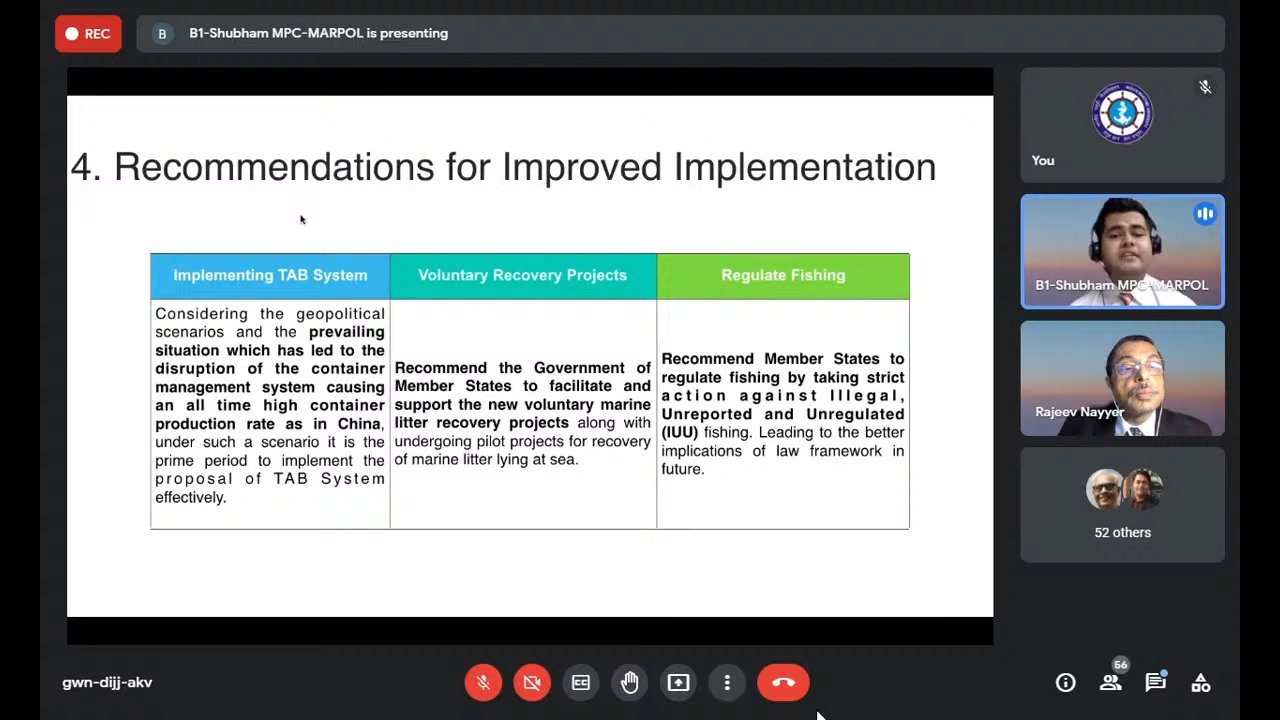 REC
B
B1-Shubham MPC-MARPOL is presenting
4. Recommendations for Improved Implementation
Implementing TAB System
Considering the geopolitical
scenarios and the prevailing
situation which has led to the
disruption of the container
management system causing
an all time high container
production rate as in China,
under such a scenario it is the
prime period to implement the
proposal of TAB System
effectively.
Voluntary Recovery Projects
Recommend the Government of
Member States to facilitate and
support the new voluntary marine
litter recovery projects along with
undergoing pilot projects for recovery
of marine litter lying at sea.
Regulate Fishing
Recommend Member States to
regulate fishing by taking strict
action against Illegal,
Unreported and Unregulated
(IUU) fishing. Leading to the better
implications of law framework in
future.
You
B1-Shubham MPC-MARPOL
Rajeev Nayyer
52 others
gwn-dijj-akv
CC
56